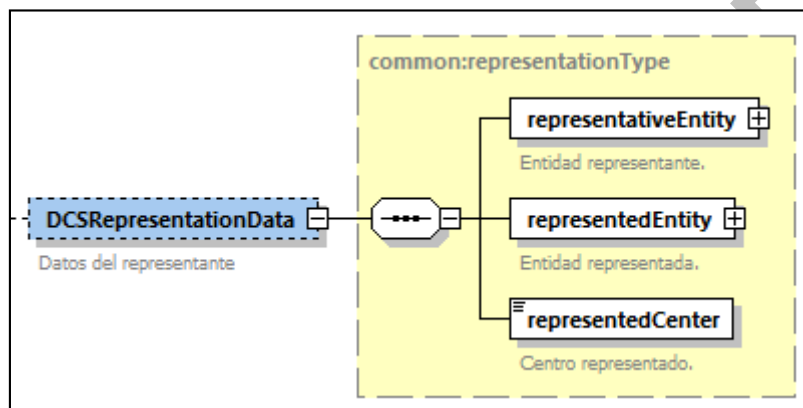 common:representationType
representativeEntity
Entidad representante.
DCSRepresentationData
Datos del representante
representedEntity
Entidad representada.
representedCenter
Centro representado.